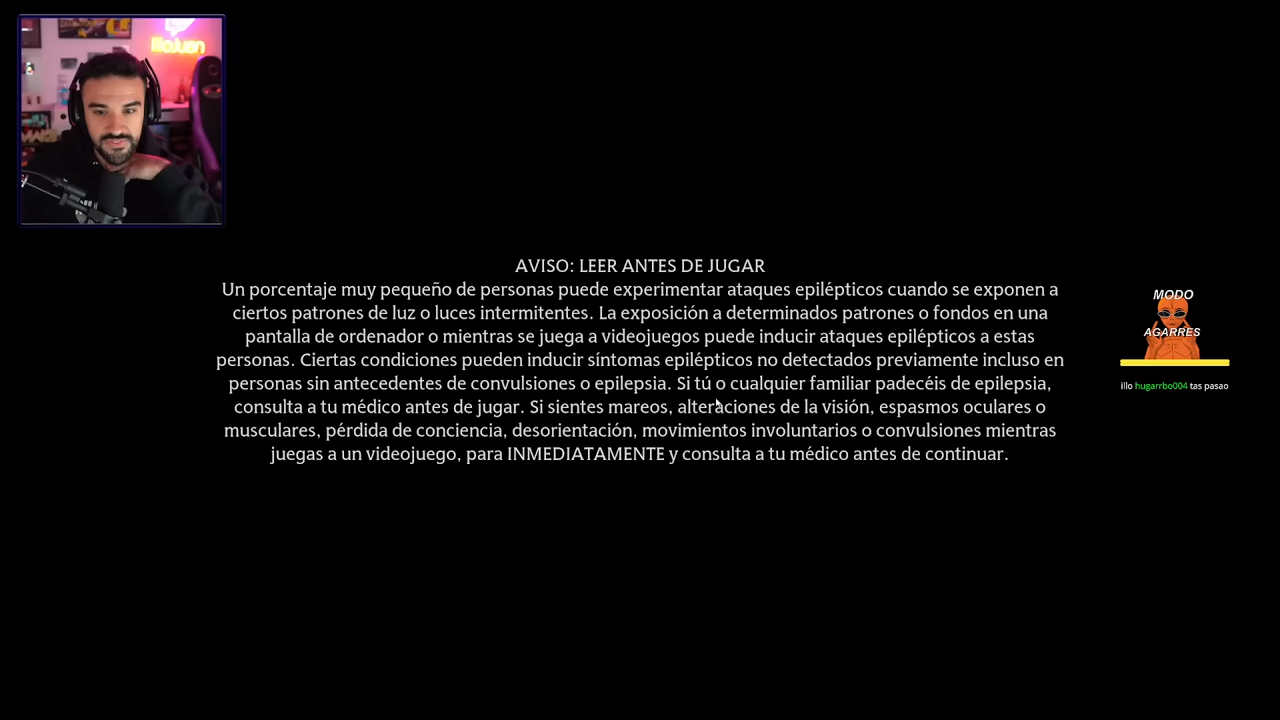 IlloJuan
AVISO: LEER ANTES DE JUGAR
Un porcentaje muy pequeño de personas puede experimentar ataques epilépticos cuando se exponen a
ciertos patrones de luz o luces intermitentes. La exposición a determinados patrones o fondos en una
pantalla de ordenador o mientras se juega a videojuegos puede inducir ataques epilépticos a estas
personas. Ciertas condiciones pueden inducir síntomas epilépticos no detectados previamente incluso en
personas sin antecedentes de convulsiones o epilepsia. Si tú o cualquier familiar padecéis de epilepsia,
consulta a tu médico antes de jugar. Si sientes mareos, alteraciones de la visión, espasmos oculares o
musculares, pérdida de conciencia, desorientación, movimientos involuntarios o convulsiones mientras
juegas a un videojuego, para INMEDIATAMENTE y consulta a tu médico antes de continuar.
MODO
AGARRES
illo hugarrbo004 tas pasao